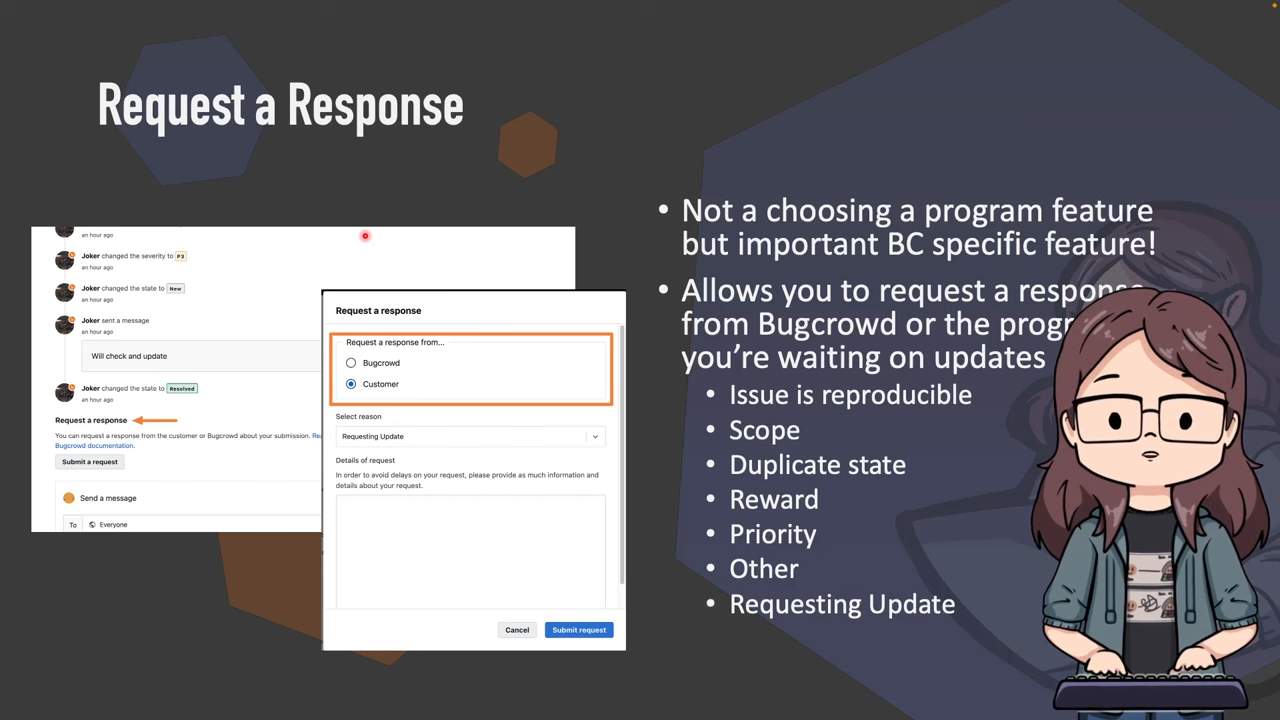 Request a Response
an hour ago
Joker changed the severity to P3
an hour ago
Joker changed the state to New
an hour ago
Joker sent a message
an hour ago
Will check and update
Joker changed the state to Resolved
an hour ago
Request a response
You can request a response from the customer or Bugcrowd about your submission.
Bugcrowd documentation.
Submit a request
Send a message
To Everyone
Request a response
Request a response from...
Bugcrowd
Customer
Select reason
Requesting Update
Details of request
In order to avoid delays on your request, please provide as much information and
details about your request.
Cancel
Submit request
• Not a choosing a program feature
but important BC specific feature!
• Allows you to request a response
from Bugcrowd or the
you’re waiting on updates
• Issue is reproducible
• Scope
• Duplicate state
• Reward
• Priority
• Other
• Requesting Update